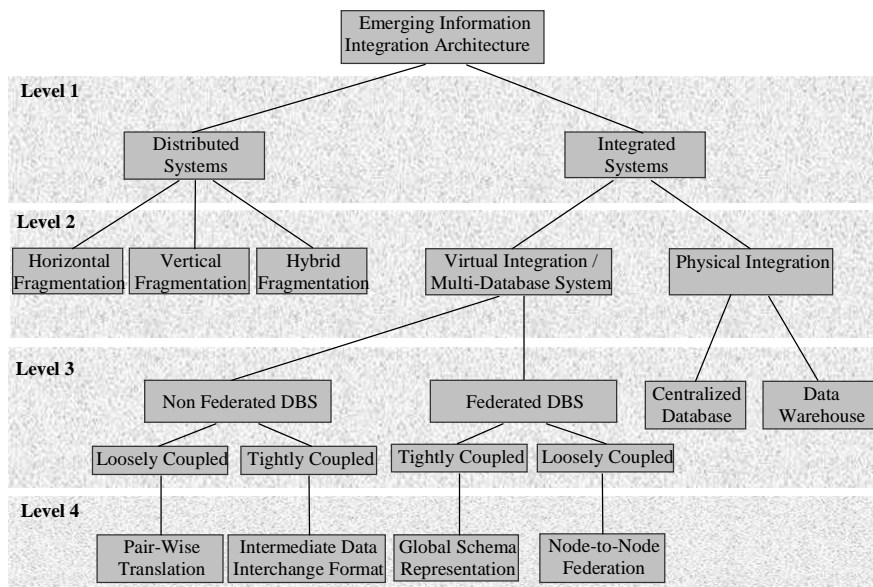 Emerging Information
Integration Architecture
Level 1
Distributed
Systems
Integrated
Systems
Level 2
Horizontal
Fragmentation
Vertical
Fragmentation
Hybrid
Fragmentation
Virtual Integration /
Multi-Database System
Physical Integration
Level 3
Non Federated DBS
Federated DBS
Centralized
Database
Data
Warehouse
Loosely Coupled
Tightly Coupled
Tightly Coupled
Loosely Coupled
Level 4
Pair-Wise
Translation
Intermediate Data
Interchange Format
Global Schema
Representation
Node-to-Node
Federation